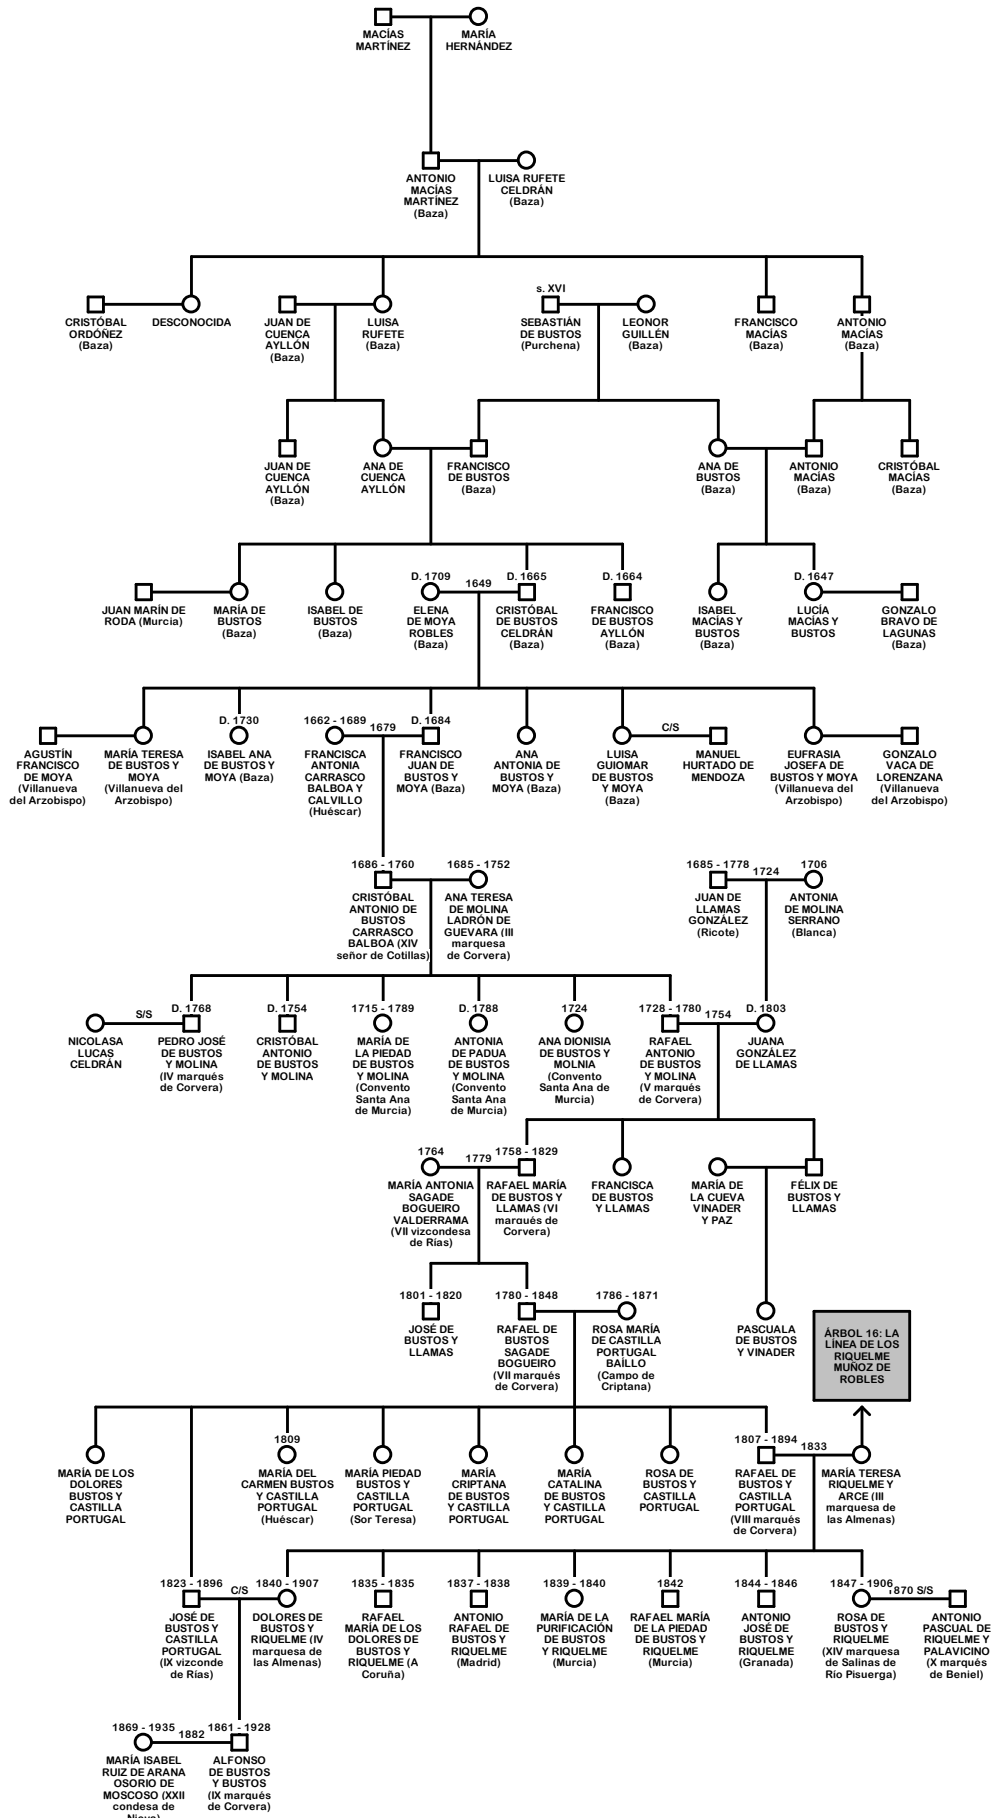 MACÍAS
MARTÍNEZ
MARÍA
HERNÁNDEZ
ANTONIO
MACÍAS
MARTÍNEZ
(Baza)
LUISA RUFETE
CELDRÁN
(Baza)
CRISTÓBAL
ORDÓÑEZ
(Baza)
DESCONOCIDA
JUAN DE
CUENCA
AYLLÓN
(Baza)
LUISA
RUFETE
(Baza)
s. XVI
SEBASTIÁN
DE BUSTOS
(Purchena)
LEONOR
GUILLÉN
(Baza)
FRANCISCO
MACÍAS
(Baza)
ANTONIO
MACÍAS
(Baza)
JUAN DE
CUENCA
AYLLÓN
(Baza)
ANA DE
CUENCA
AYLLÓN
FRANCISCO
DE BUSTOS
(Baza)
ANA DE
BUSTOS
(Baza)
ANTONIO
MACÍAS
(Baza)
CRISTÓBAL
MACÍAS
(Baza)
JUAN MARÍN DE
RODA (Murcia)
MARÍA DE
BUSTOS
(Baza)
ISABEL DE
BUSTOS
(Baza)
D. 1709
ELENA
DE MOYA
ROBLES
(Baza)
1649
D. 1665
CRISTÓBAL
DE BUSTOS
CELDRÁN
(Baza)
D. 1664
FRANCISCO
DE BUSTOS
AYLLÓN
(Baza)
ISABEL
MACÍAS Y
BUSTOS
(Baza)
D. 1647
LUCÍA
MACÍAS Y
BUSTOS
GONZALO
BRAVO DE
LAGUNAS
(Baza)
AGUSTÍN
FRANCISCO
DE MOYA
(Villanueva
del Arzobispo)
MARÍA TERESA
DE BUSTOS Y
MOYA
(Villanueva del
Arzobispo)
D. 1730
ISABEL ANA
DE BUSTOS Y
MOYA (Baza)
1662 - 1689
FRANCISCA
ANTONIA
CARRASCO
BALBOA Y
CALVILLO
(Huéscar)
1679
D. 1684
FRANCISCO
JUAN DE
BUSTOS Y
MOYA (Baza)
ANA
ANTONIA DE
BUSTOS Y
MOYA (Baza)
LUISA
GUIOMAR
DE BUSTOS
Y MOYA
(Baza)
C/S
MANUEL
HURTADO DE
MENDOZA
EUFRASIA
JOSEFA DE
BUSTOS Y MOYA
(Villanueva del
Arzobispo)
GONZALO
VACA DE
LORENZANA
(Villanueva
del Arzobispo)
1686 - 1760
CRISTÓBAL
ANTONIO DE
BUSTOS
CARRASCO
BALBOA (XIV
señor de Cotillas)
1685 - 1752
ANA TERESA
DE MOLINA
LADRÓN DE
GUEVARA (III
marquesa
de Corvera)
1685 - 1778
JUAN DE
LLAMAS
GONZÁLEZ
(Ricote)
1724
1706
ANTONIA
DE MOLINA
SERRANO
(Blanca)
NICOLASA
LUCAS
CELDRÁN
S/S
D. 1768
PEDRO JOSÉ
DE BUSTOS
Y MOLINA
(IV marqués
de Corvera)
D. 1754
CRISTÓBAL
ANTONIO
DE BUSTOS
Y MOLINA
1715 - 1789
MARÍA DE
LA PIEDAD
DE BUSTOS
Y MOLINA
(Convento
Santa Ana
de Murcia)
D. 1788
ANTONIA
DE PADUA
DE BUSTOS
Y MOLINA
(Convento
Santa Ana
de Murcia)
1724
ANA DIONISIA
DE BUSTOS Y
MOLNIA
(Convento
Santa Ana de
Murcia)
1728 - 1780
RAFAEL
ANTONIO
DE BUSTOS
Y MOLINA
(V marqués
de Corvera)
1754
D. 1803
JUANA
GONZÁLEZ
DE LLAMAS
1764
MARÍA ANTONIA
SAGADE
BOGUEIRO
VALDERRAMA
(VII vizcondesa
de Rías)
1779
1758 - 1829
RAFAEL MARÍA
DE BUSTOS Y
LLAMAS (VI
marqués de
Corvera)
FRANCISCA
DE BUSTOS
Y LLAMAS
MARÍA DE
LA CUEVA
VINADER
Y PAZ
FÉLIX DE
BUSTOS Y
LLAMAS
1801 - 1820
JOSÉ DE
BUSTOS Y
LLAMAS
1780 - 1848
RAFAEL DE
BUSTOS
SAGADE
BOGUEIRO
(VII marqués
de Corvera)
1786 - 1871
ROSA MARÍA
DE CASTILLA
PORTUGAL
BAÍLLO
(Campo de
Criptana)
PASCUALA
DE BUSTOS
Y VINADER
ÁRBOL 16: LA
LÍNEA DE LOS
RIQUELME
MUÑOZ DE
ROBLES
MARÍA DE LOS
DOLORES
BUSTOS Y
CASTILLA
PORTUGAL
1809
MARÍA DEL
CARMEN BUSTOS
Y CASTILLA
PORTUGAL
(Huéscar)
MARÍA PIEDAD
BUSTOS Y
CASTILLA
PORTUGAL
(Sor Teresa)
MARÍA
CRIPTANA
DE BUSTOS
Y CASTILLA
PORTUGAL
MARÍA
CATALINA
DE BUSTOS
Y CASTILLA
PORTUGAL
ROSA DE
BUSTOS Y
CASTILLA
PORTUGAL
1807 - 1894
RAFAEL DE
BUSTOS Y
CASTILLA
PORTUGAL
(VIII marqués
de Corvera)
1833
MARÍA TERESA
RIQUELME Y
ARCE (III
marquesa de
las Almenas)
1823 - 1896
JOSÉ DE
BUSTOS Y
CASTILLA
PORTUGAL
(IX vizconde
de Rías)
C/S
1840 - 1907
DOLORES DE
BUSTOS Y
RIQUELME (IV
marquesa de
las Almenas)
1835 - 1835
RAFAEL
MARÍA DE LOS
DOLORES DE
BUSTOS Y
RIQUELME (A
Coruña)
1837 - 1838
ANTONIO
RAFAEL DE
BUSTOS Y
RIQUELME
(Madrid)
1839 - 1840
MARÍA DE LA
PURIFICACIÓN
DE BUSTOS
Y RIQUELME
(Murcia)
1842
RAFAEL MARÍA
DE LA PIEDAD
DE BUSTOS Y
RIQUELME
(Murcia)
1844 - 1846
ANTONIO
JOSÉ DE
BUSTOS Y
RIQUELME
(Granada)
1847 - 1906
ROSA DE
BUSTOS Y
RIQUELME
(XIV marquesa
de Salinas de
Río Pisuerga)
1870 S/S
ANTONIO
PASCUAL DE
RIQUELME Y
PALAVICINO
(X marqués
de Beniel)
1869 - 1935
MARÍA ISABEL
RUIZ DE ARANA
OSORIO DE
MOSCOSO (XXII
condesa de
1882
1861 - 1928
ALFONSO
DE BUSTOS
Y BUSTOS
(IX marqués
de Corvera)